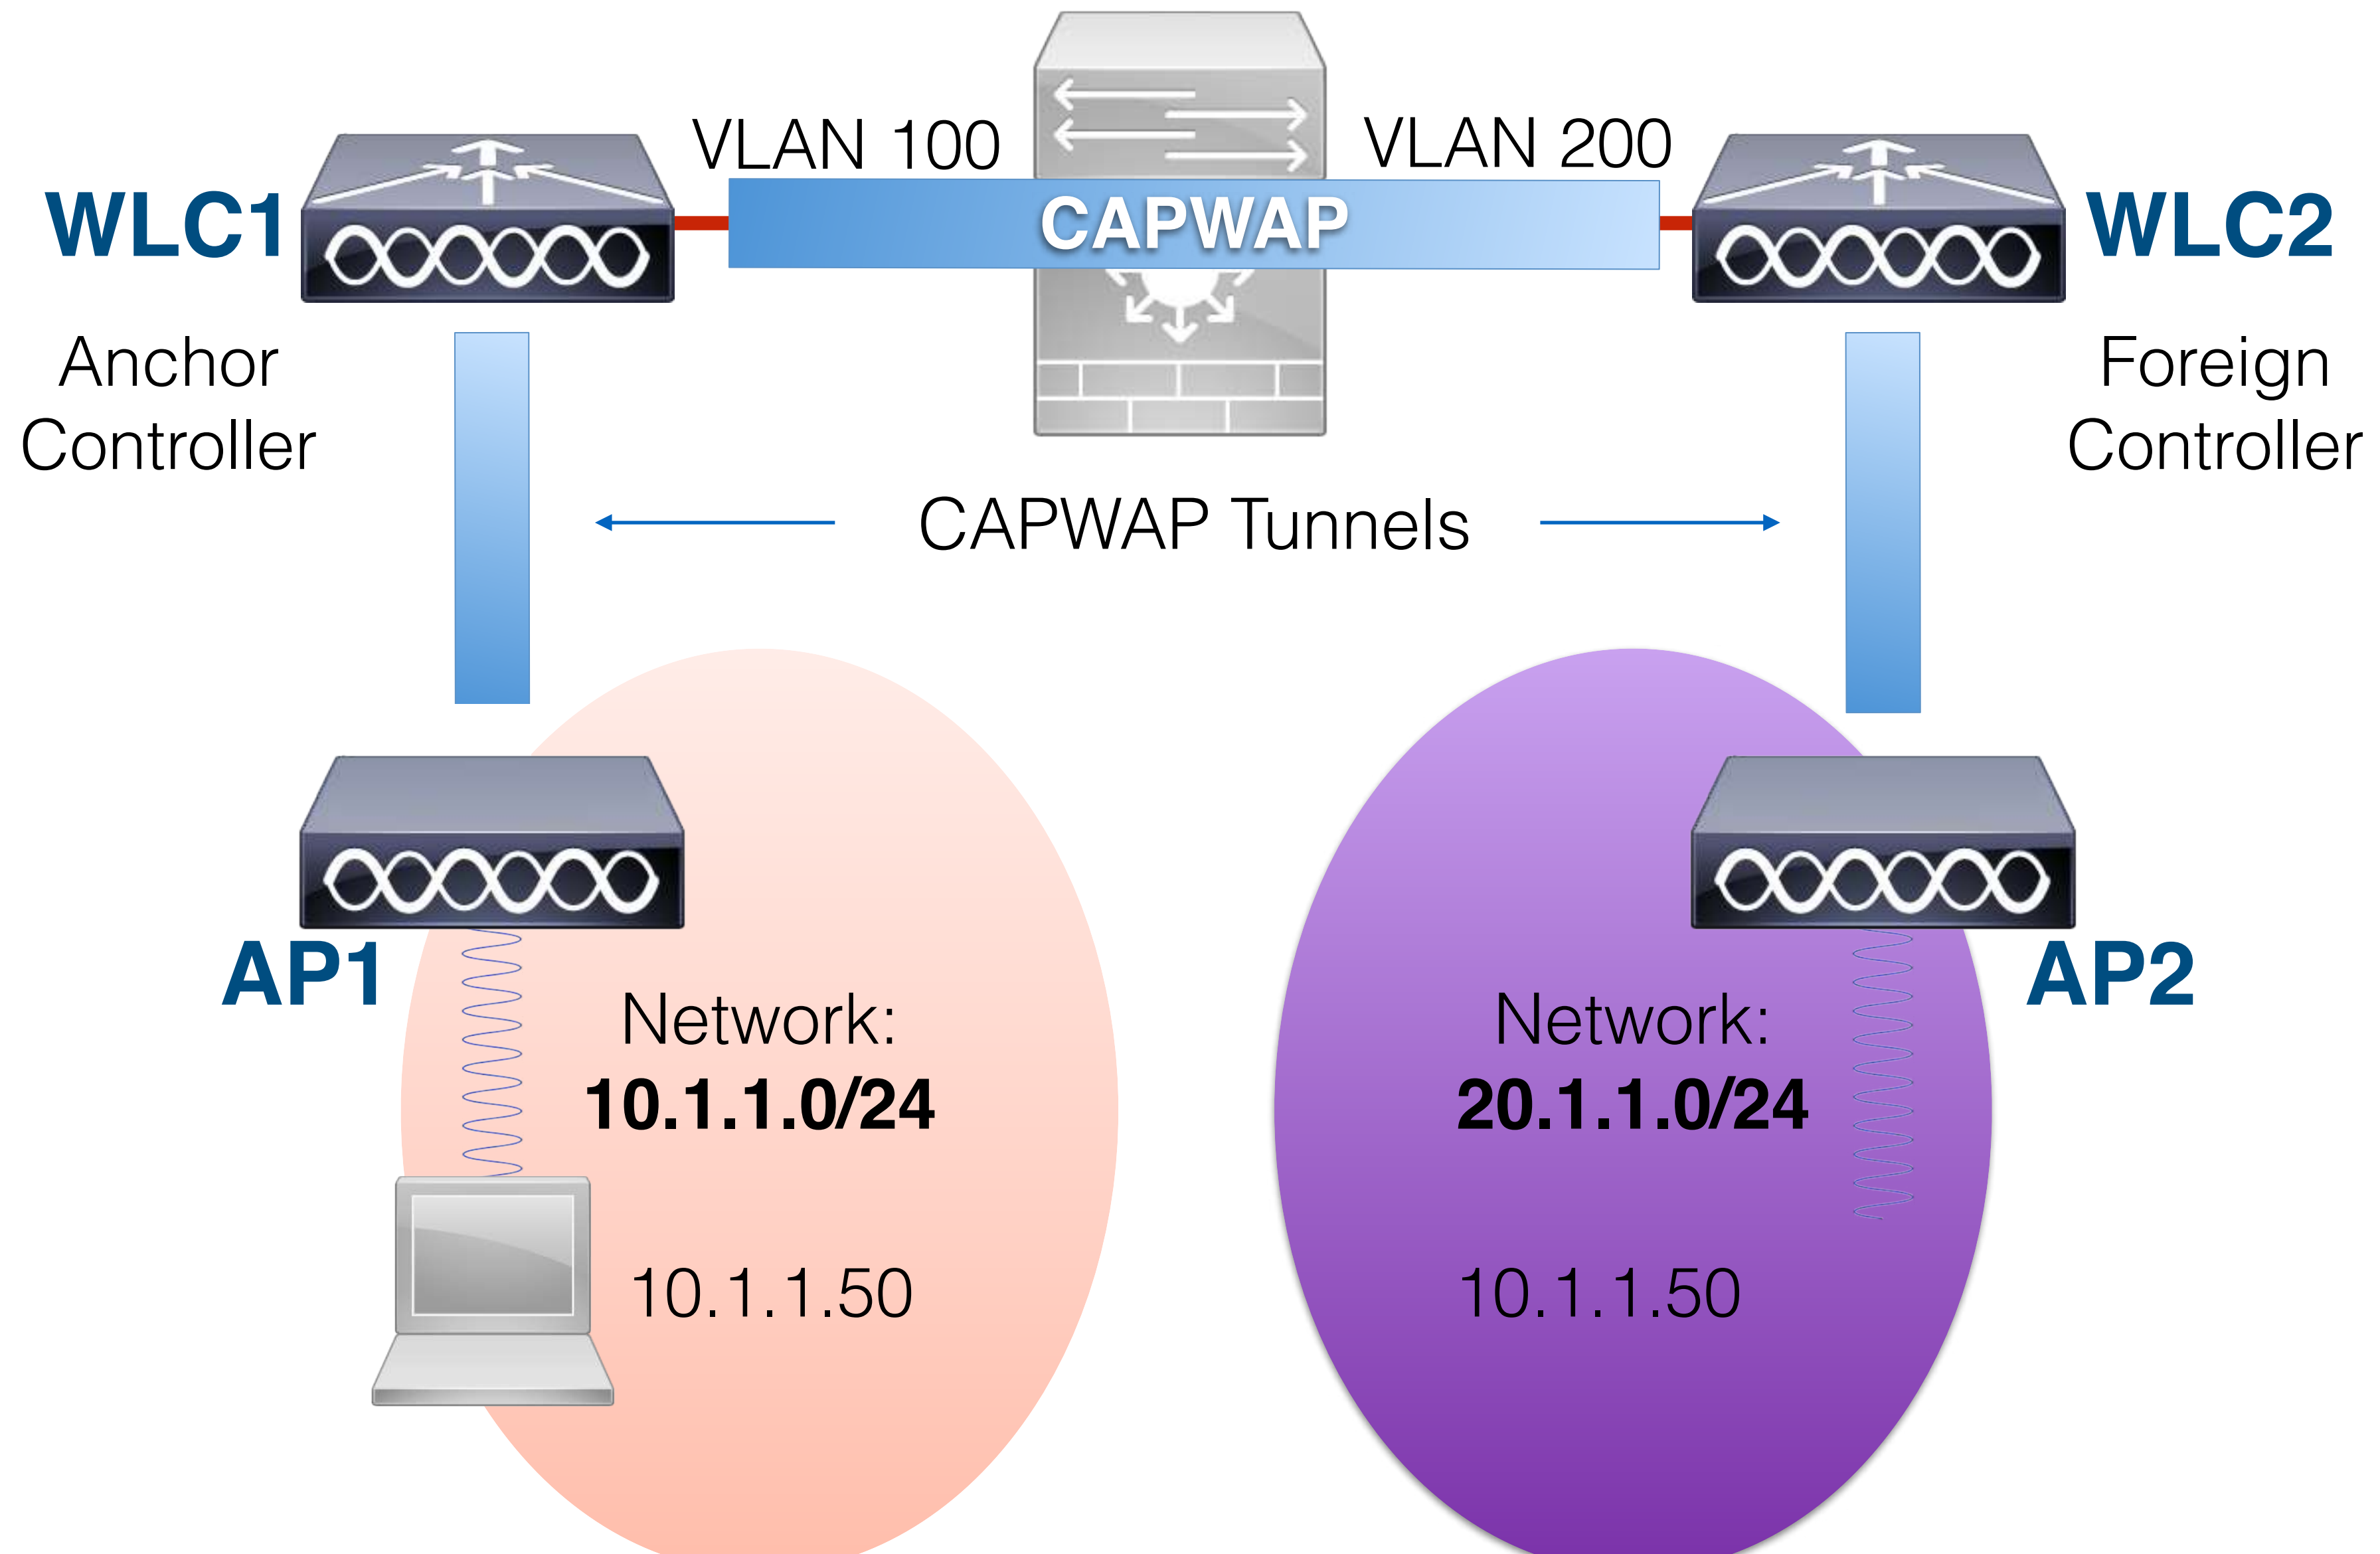 VLAN 100
VLAN 200
WLC1
CAPWAP
WLC2
Anchor
Controller
Foreign
Controller
CAPWAP Tunnels
AP1
AP2
Network:
10.1.1.0/24
Network:
20.1.1.0/24
10.1.1.50
10.1.1.50